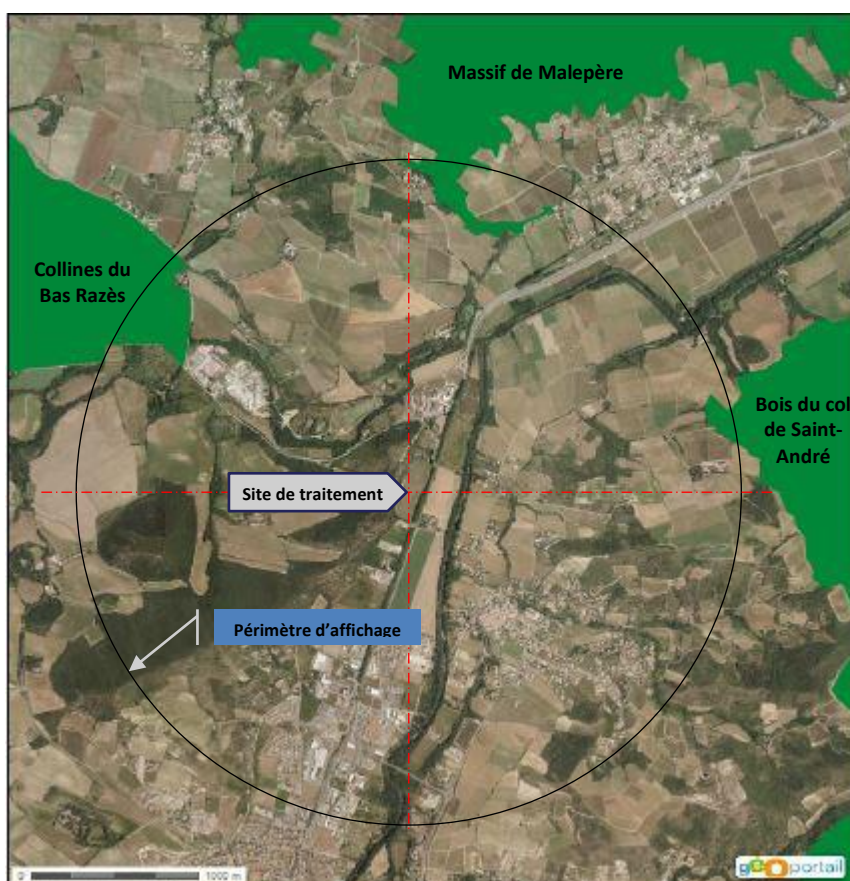 Massif de Malepère
Collines du
Bas Razès
Bois du col
de Saint-
André
Site de traitement
Périmètre d'affichage
0 1000 m
geoportail